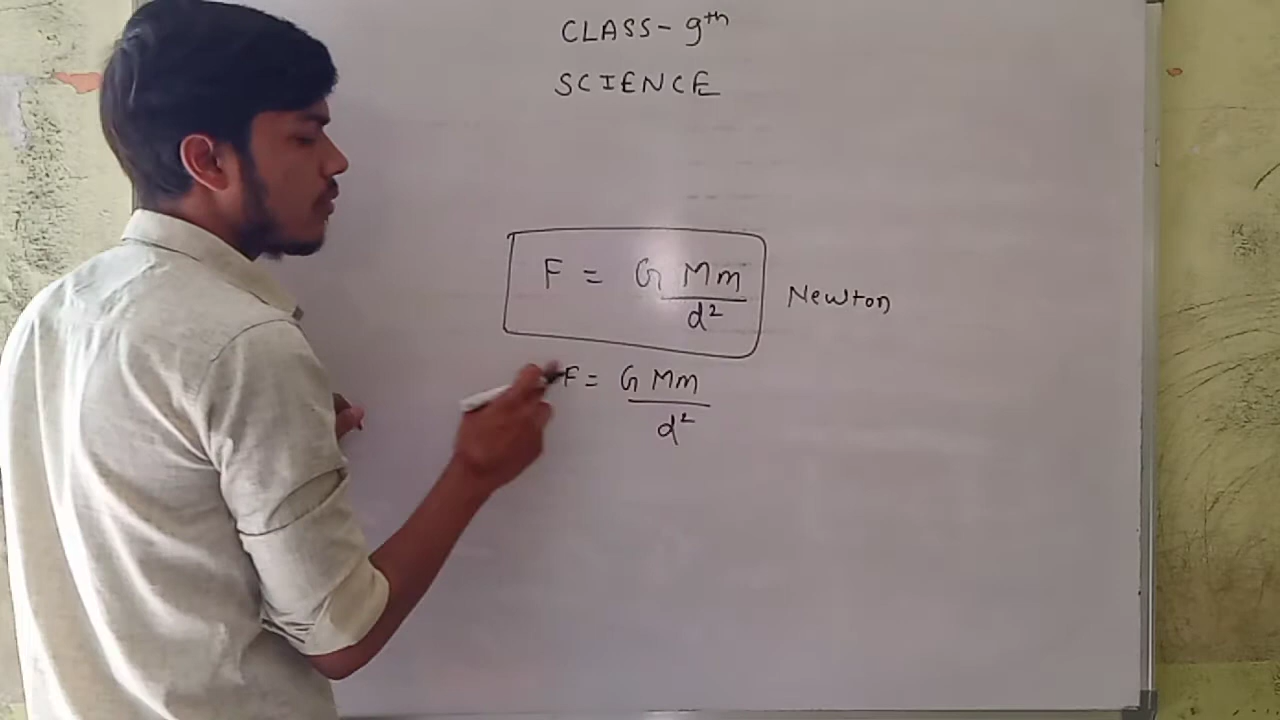 CLASS - 9th
SCIENCE
F = G Mm / d² Newton
F = G Mm / d²